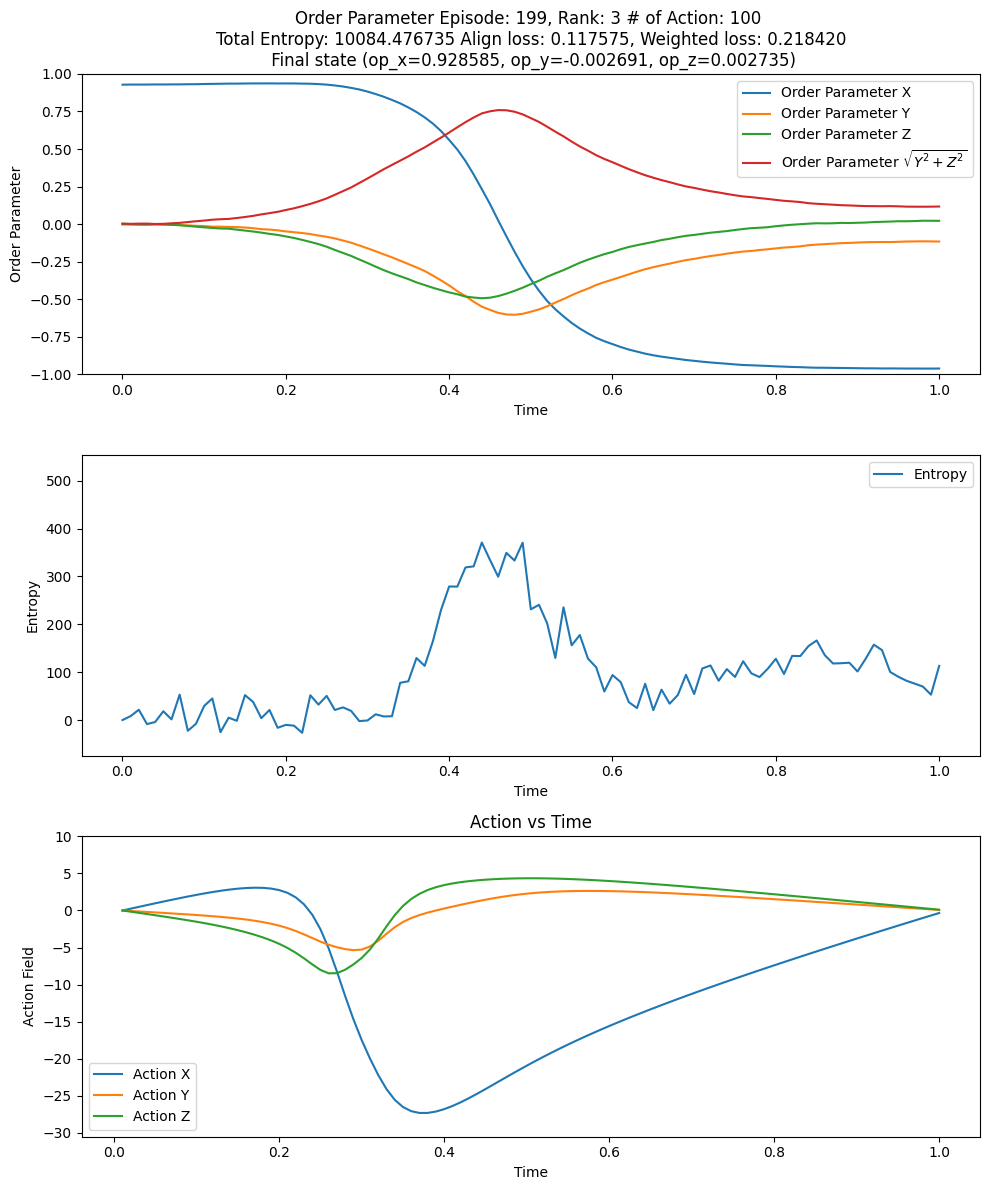 Order Parameter Episode: 199, Rank: 3 # of Action: 100
Total Entropy: 10084.476735 Align loss: 0.117575, Weighted loss: 0.218420
Final state (op_x=0.928585, op_y=-0.002691, op_z=0.002735)
1.00
0.75
0.50
0.25
0.00
−0.25
−0.50
−0.75
−1.00
Order Parameter
Order Parameter X
Order Parameter Y
Order Parameter Z
Order Parameter √Y² + Z²
0.0 0.2 0.4 0.6 0.8 1.0
Time
500
400
300
200
100
0
Entropy
Entropy
0.0 0.2 0.4 0.6 0.8 1.0
Time
Action vs Time
10
5
0
−5
−10
−15
−20
−25
−30
Action Field
Action X
Action Y
Action Z
0.0 0.2 0.4 0.6 0.8 1.0
Time